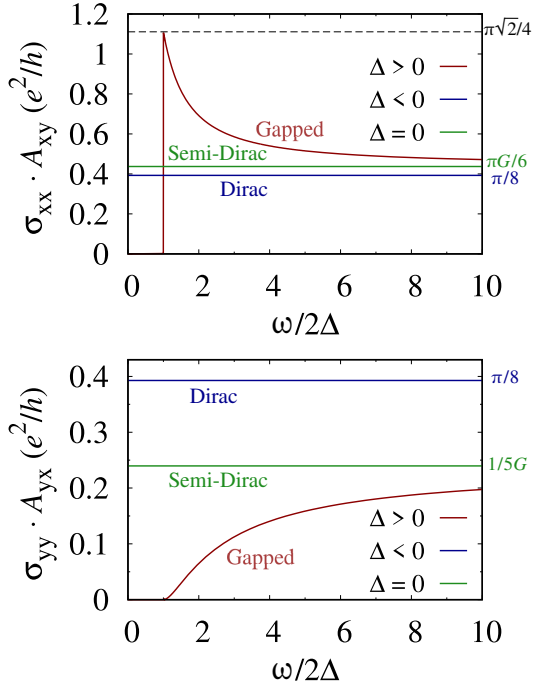 σxx · Axy (e²/h)
1.2
1
0.8
0.6
0.4
0.2
0
π√2/4
Δ > 0
Δ < 0
Δ = 0
Gapped
Semi-Dirac
Dirac
πG/6
π/8
2
4
6
8
10
0
ω/2Δ
σyy · Ayx (e²/h)
0.4
0.3
0.2
0.1
0
π/8
Dirac
1/5G
Semi-Dirac
Gapped
Δ > 0
Δ < 0
Δ = 0
0
2
4
6
8
10
ω/2Δ